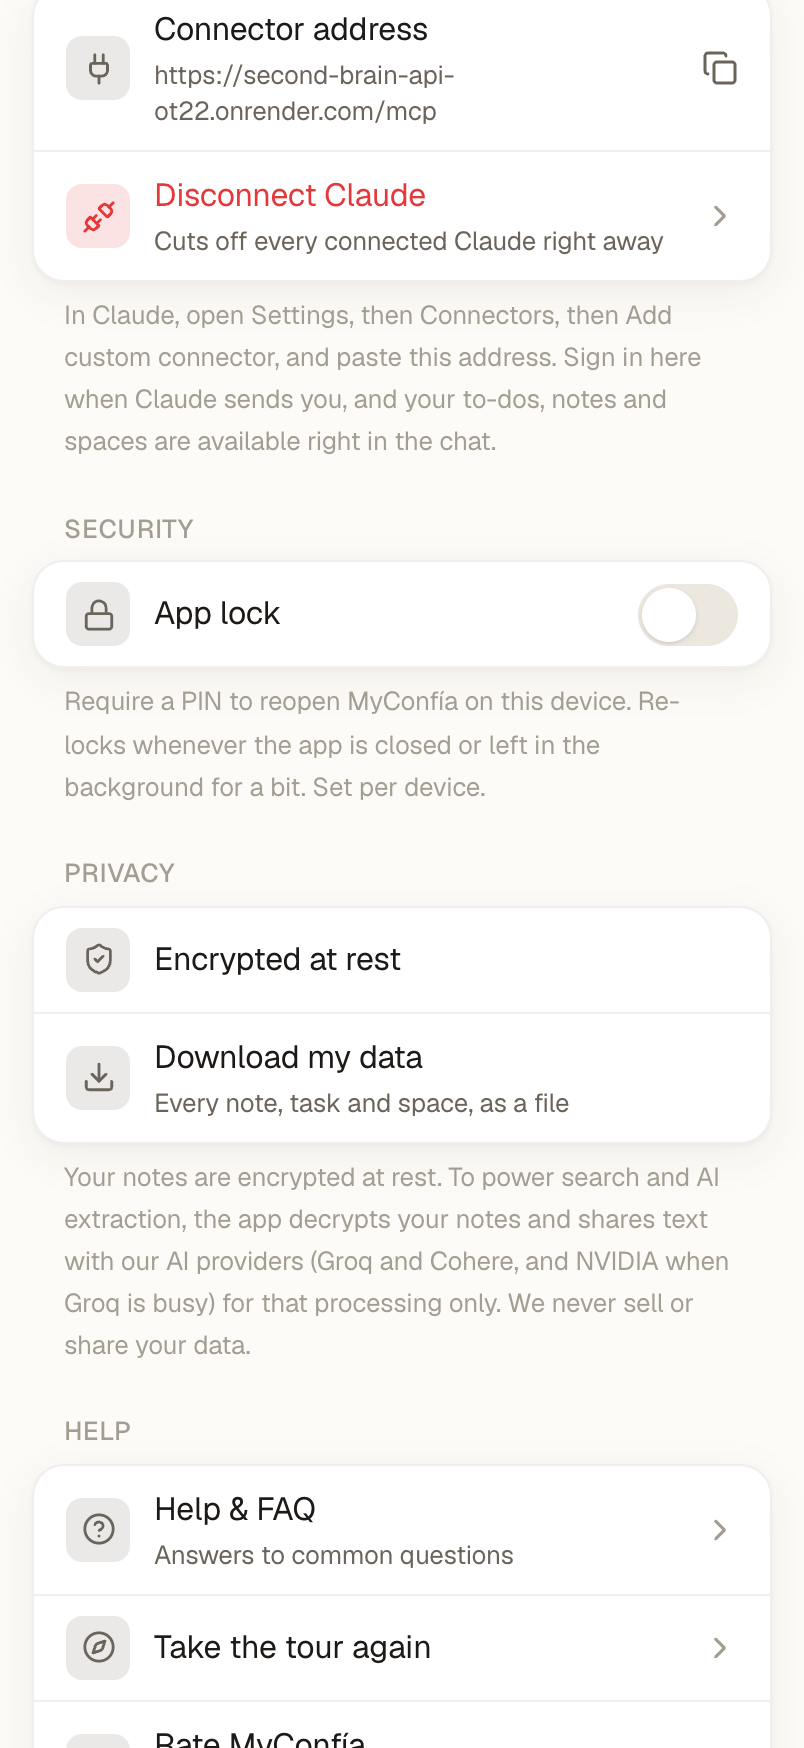 Connector address
https://second-brain-api-
ot22.onrender.com/mcp
Disconnect Claude
Cuts off every connected Claude right away
In Claude, open Settings, then Connectors, then Add
custom connector, and paste this address. Sign in here
when Claude sends you, and your to-dos, notes and
spaces are available right in the chat.
SECURITY
App lock
Require a PIN to reopen MyConfía on this device. Re-
locks whenever the app is closed or left in the
background for a bit. Set per device.
PRIVACY
Encrypted at rest
Download my data
Every note, task and space, as a file
Your notes are encrypted at rest. To power search and AI
extraction, the app decrypts your notes and shares text
with our AI providers (Groq and Cohere, and NVIDIA when
Groq is busy) for that processing only. We never sell or
share your data.
HELP
Help & FAQ
Answers to common questions
Take the tour again
Rate MyConfía